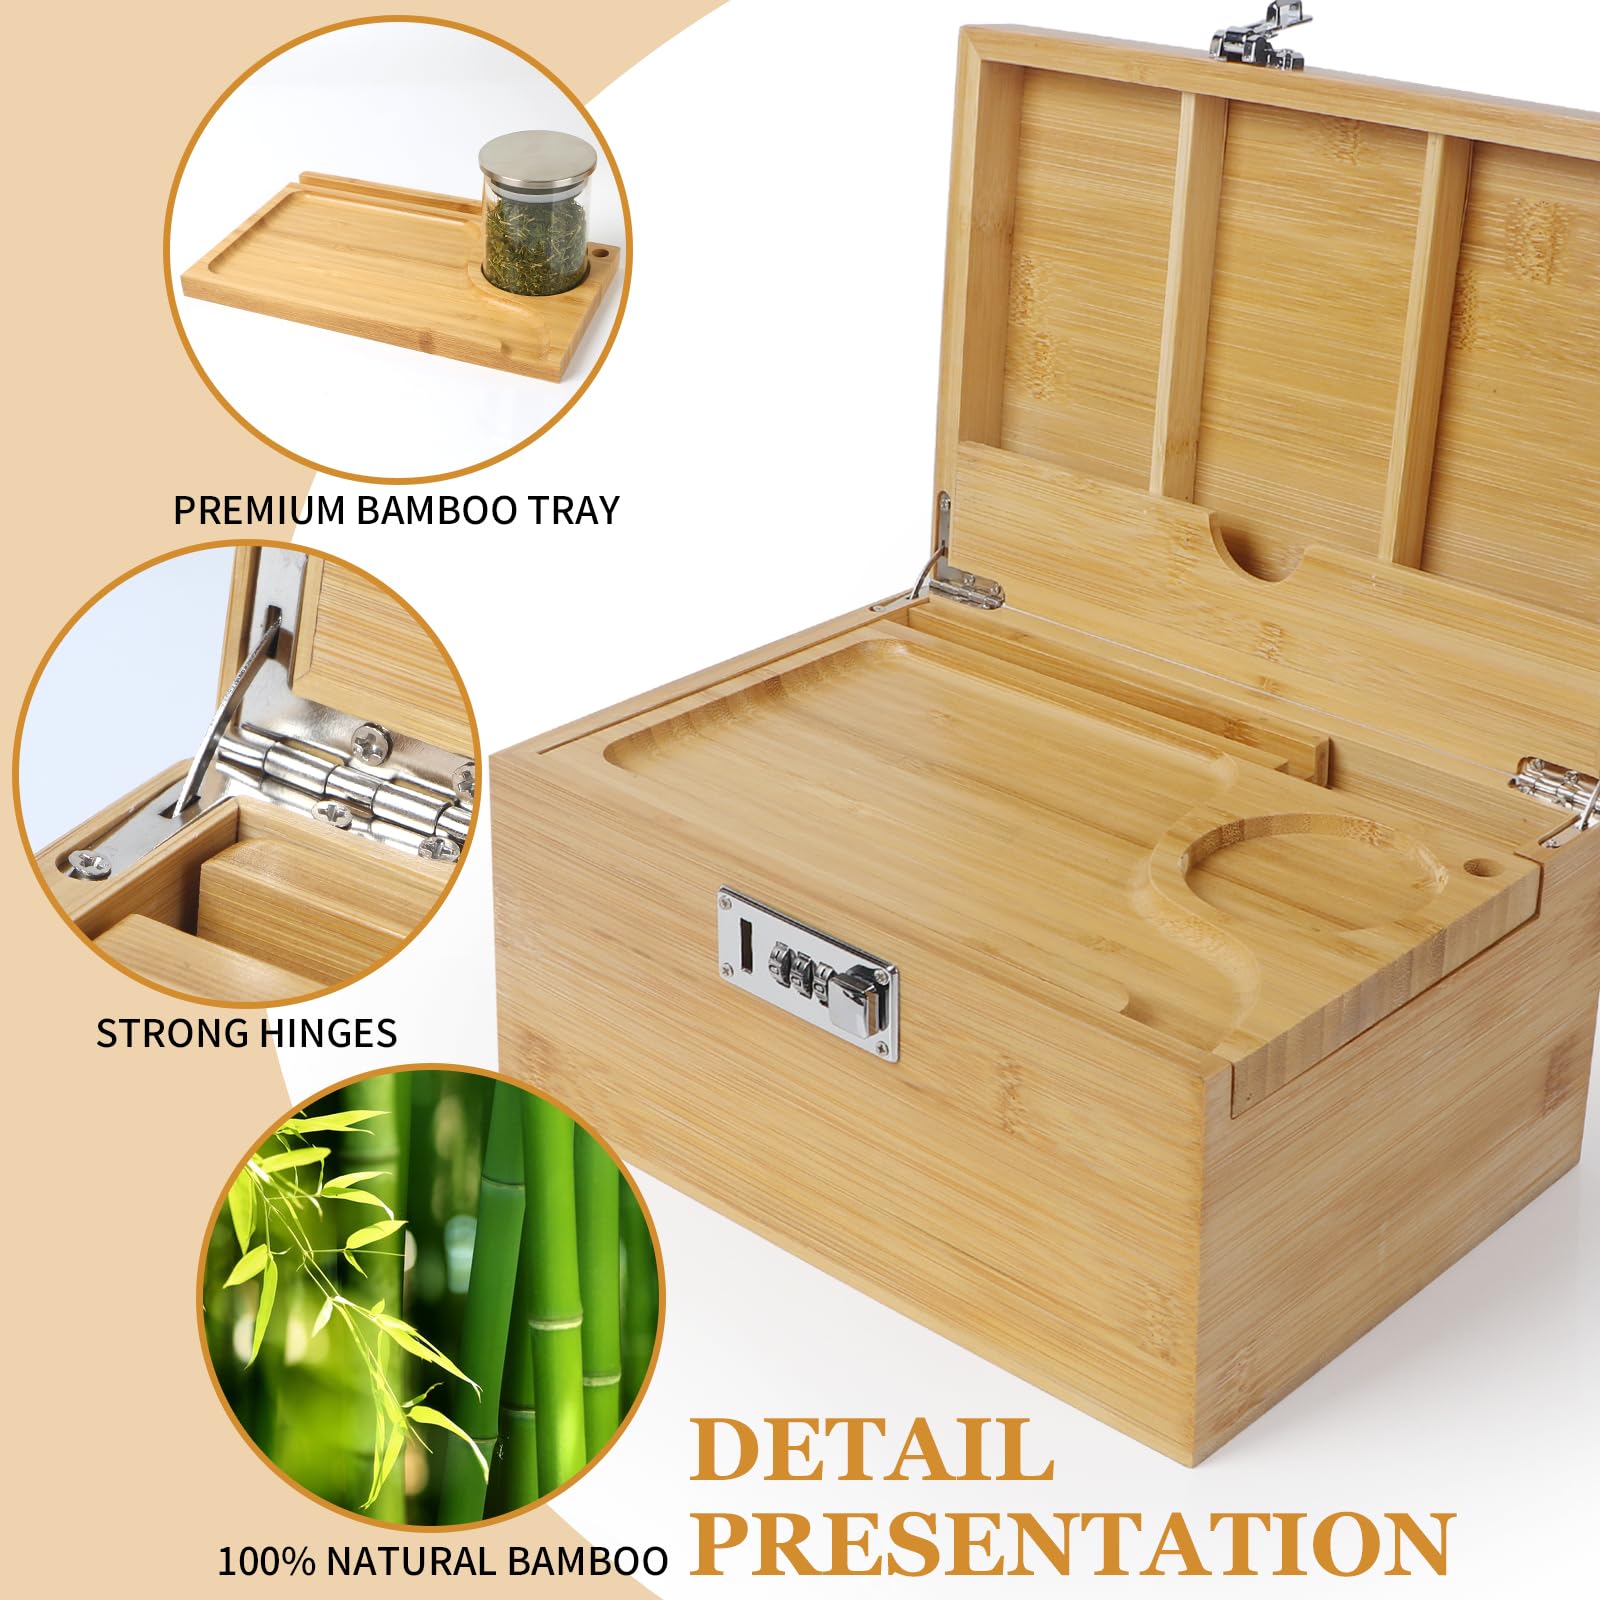 PREMIUM BAMBOO TRAY
STRONG HINGES
100% NATURAL BAMBOO
DETAIL
PRESENTATION